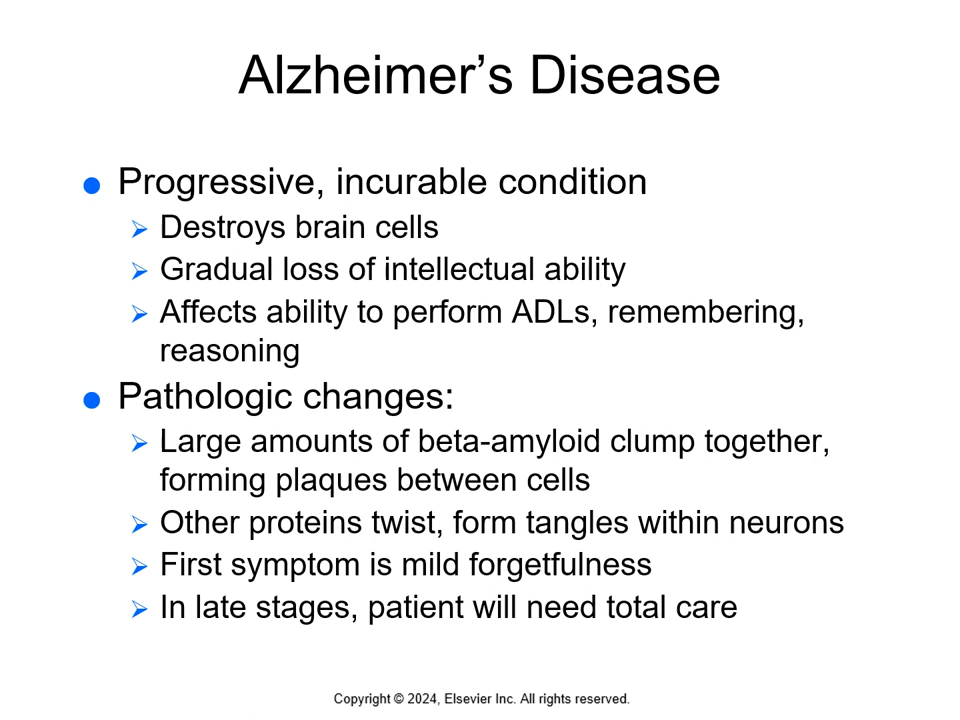 Alzheimer’s Disease
Progressive, incurable condition
Destroys brain cells
Gradual loss of intellectual ability
Affects ability to perform ADLs, remembering,
reasoning
Pathologic changes:
Large amounts of beta-amyloid clump together,
forming plaques between cells
Other proteins twist, form tangles within neurons
First symptom is mild forgetfulness
In late stages, patient will need total care
Copyright © 2024, Elsevier Inc. All rights reserved.